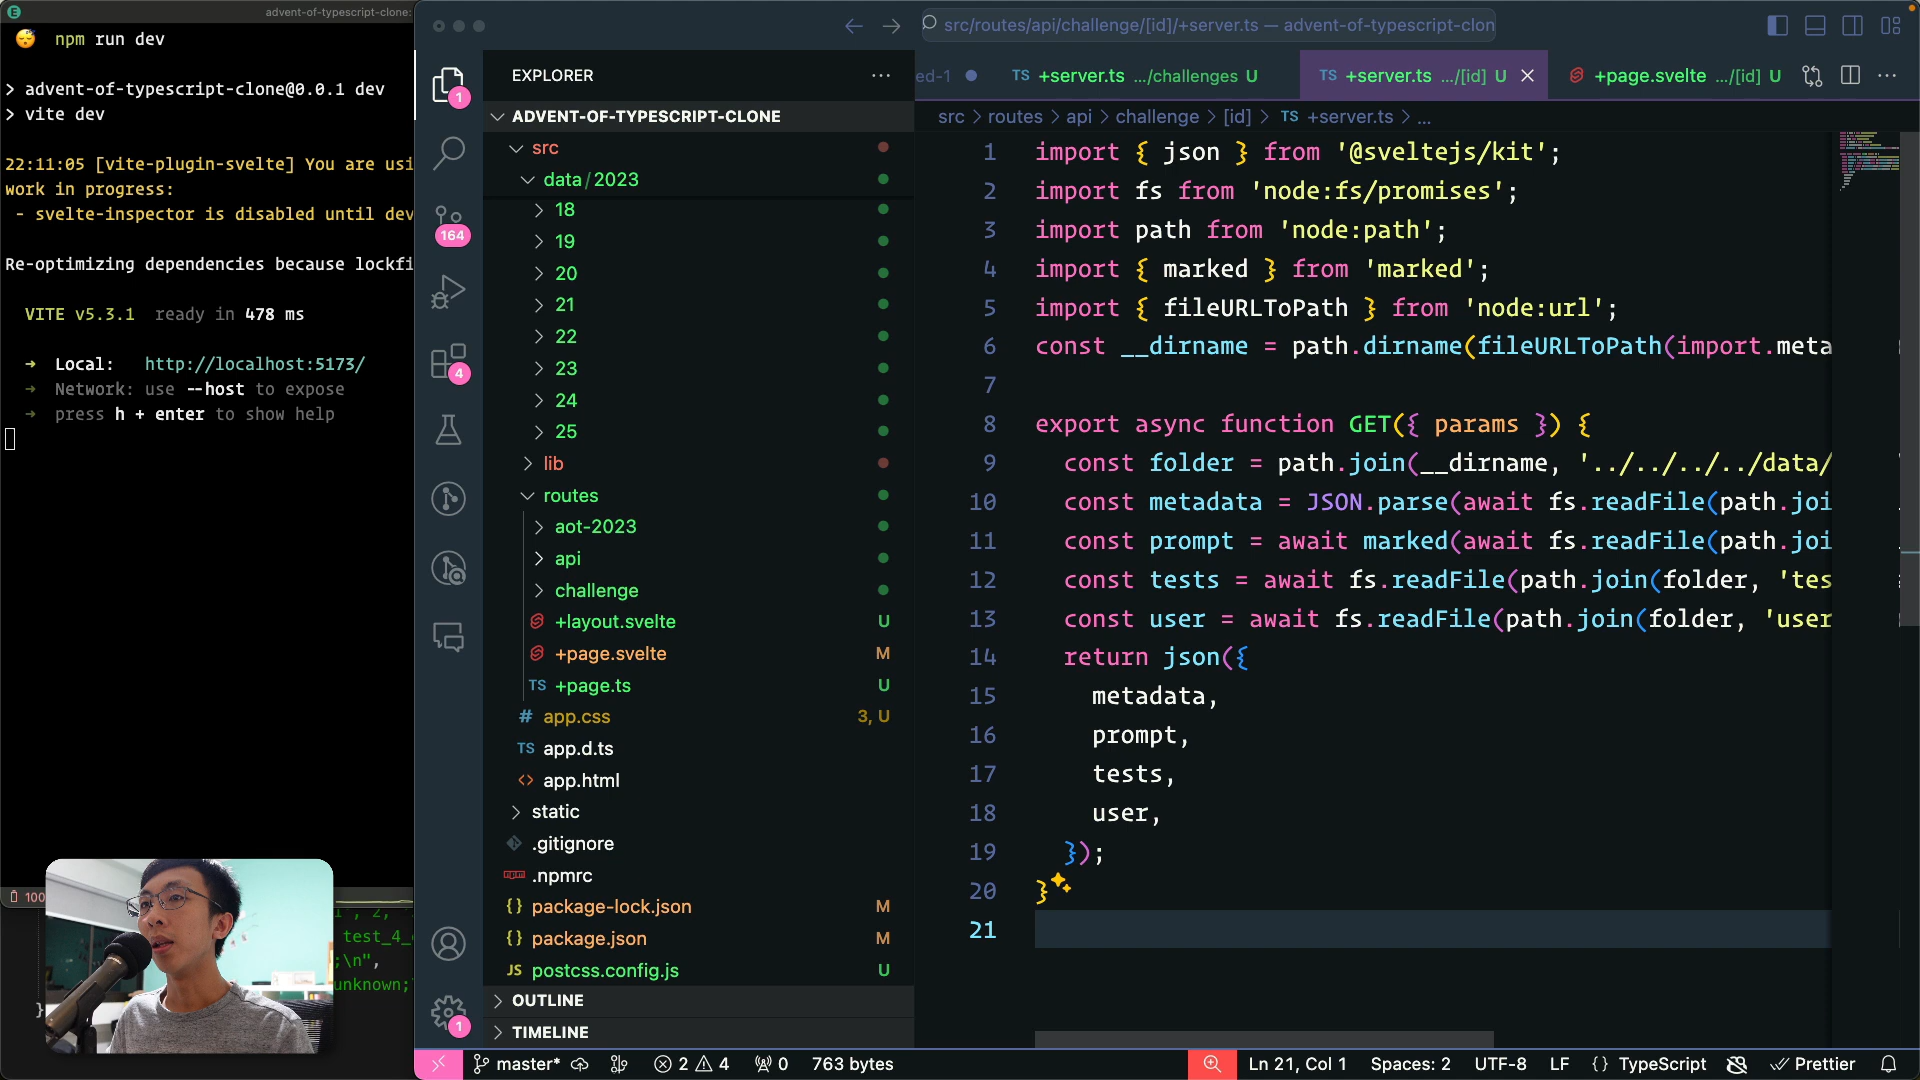 advent-of-typescript-clone:
npm run dev
> advent-of-typescript-clone@0.0.1 dev
> vite dev
22:11:05 [vite-plugin-svelte] You are usi
work in progress:
- svelte-inspector is disabled until dev
Re-optimizing dependencies because lockfi
VITE v5.3.1 ready in 478 ms
➜ Local: http://localhost:5173/
➜ Network: use --host to expose
➜ press h + enter to show help
100
test_4_
;\n",
unknown;
}
src/routes/api/challenge/[id]/+server.ts — advent-of-typescript-clon
EXPLORER
ADVENT-OF-TYPESCRIPT-CLONE
src
data/2023
18
19
20
21
22
23
24
25
lib
routes
aot-2023
api
challenge
+layout.svelte U
+page.svelte M
TS +page.ts U
# app.css 3, U
TS app.d.ts
<> app.html
static
.gitignore
.npmrc
{} package-lock.json M
{} package.json M
JS postcss.config.js U
OUTLINE
TIMELINE
1
164
4
1
ed-1
TS +server.ts .../challenges U
TS +server.ts .../[id] U
+page.svelte .../[id] U
src > routes > api > challenge > [id] > TS +server.ts > ...
1 import { json } from '@sveltejs/kit';
2 import fs from 'node:fs/promises';
3 import path from 'node:path';
4 import { marked } from 'marked';
5 import { fileURLToPath } from 'node:url';
6 const __dirname = path.dirname(fileURLToPath(import.meta
7
8 export async function GET({ params }) {
9 const folder = path.join(__dirname, '../../../../data/
10 const metadata = JSON.parse(await fs.readFile(path.joi
11 const prompt = await marked(await fs.readFile(path.joi
12 const tests = await fs.readFile(path.join(folder, 'tes
13 const user = await fs.readFile(path.join(folder, 'user
14 return json({
15 metadata,
16 prompt,
17 tests,
18 user,
19 });
20 }
21
master* 2 4 0 763 bytes Ln 21, Col 1 Spaces: 2 UTF-8 LF {} TypeScript Prettier